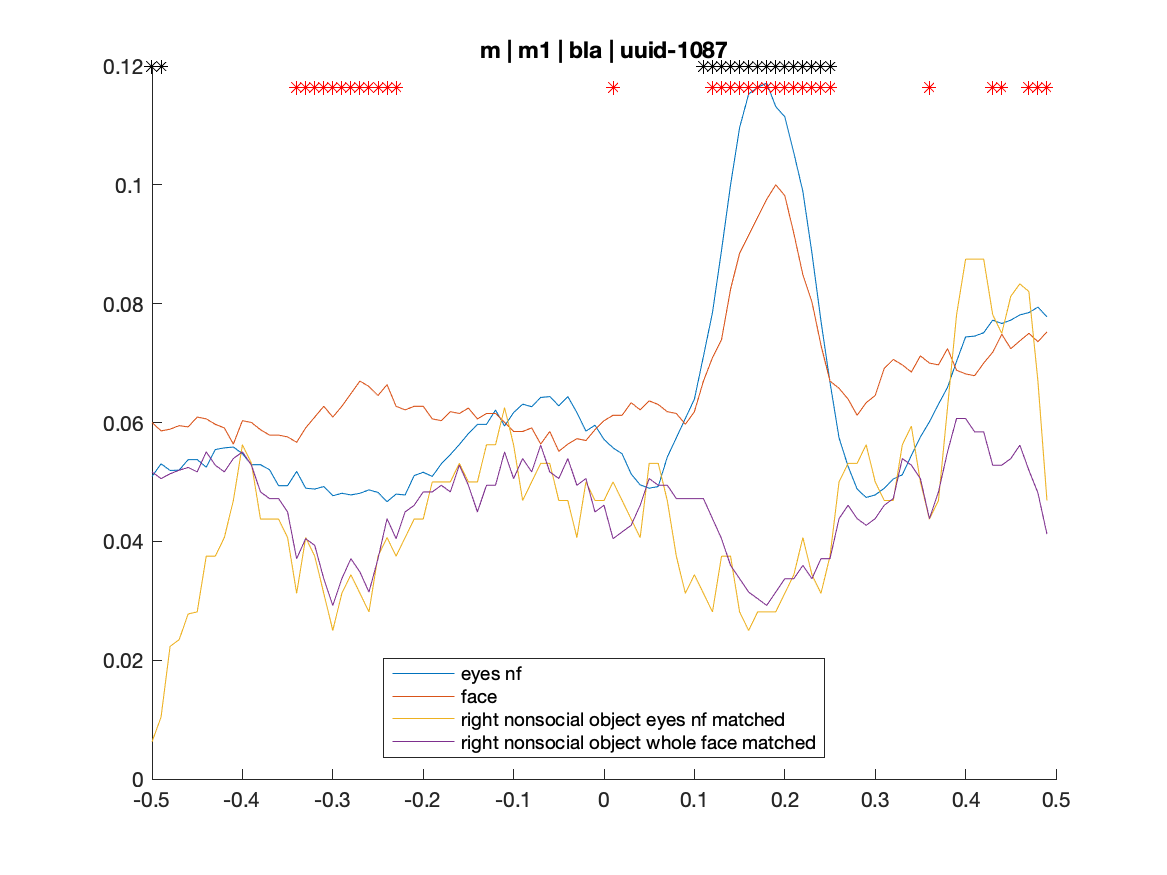 m | m1 | bla | uuid-1087
0.12
0.1
0.08
0.06
0.04
0.02
0
-0.5 -0.4 -0.3 -0.2 -0.1 0 0.1 0.2 0.3 0.4 0.5
eyes nf
face
right nonsocial object eyes nf matched
right nonsocial object whole face matched